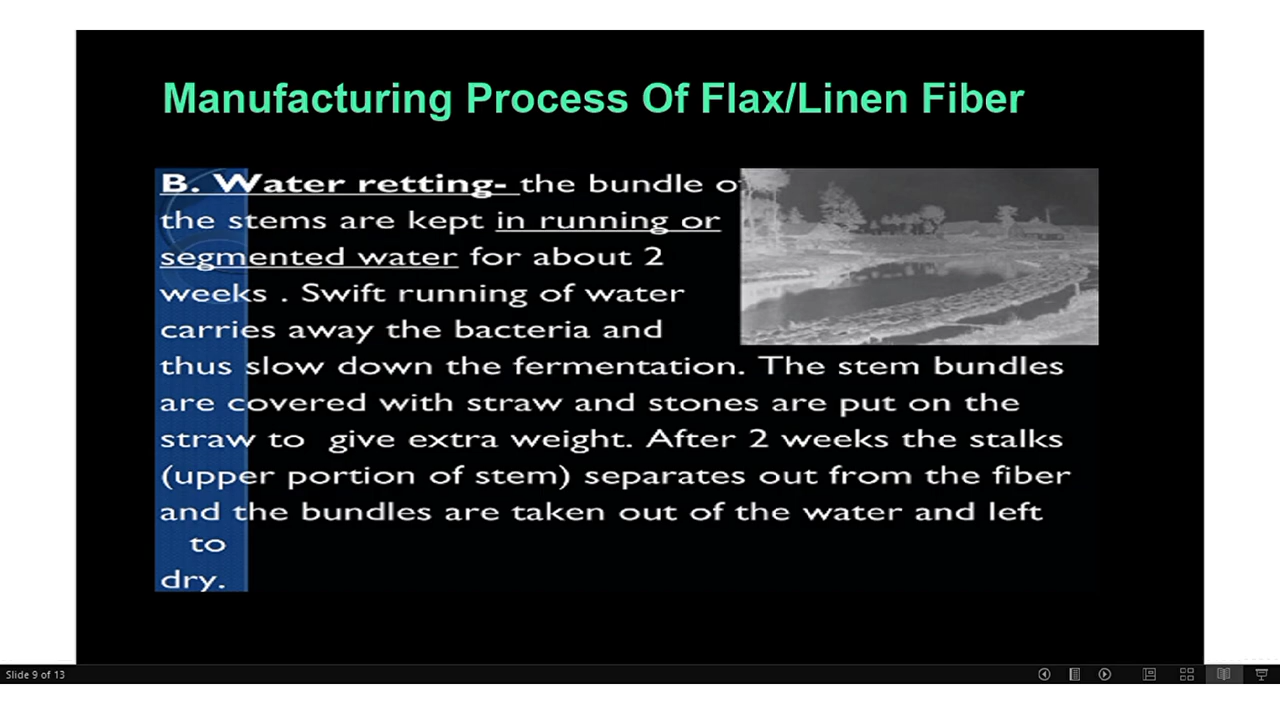 Manufacturing Process Of Flax/Linen Fiber
B. Water retting- the bundle of
the stems are kept in running or
segmented water for about 2
weeks . Swift running of water
carries away the bacteria and
thus slow down the fermentation. The stem bundles
are covered with straw and stones are put on the
straw to give extra weight. After 2 weeks the stalks
(upper portion of stem) separates out from the fiber
and the bundles are taken out of the water and left
to
dry.
Slide 9 of 13